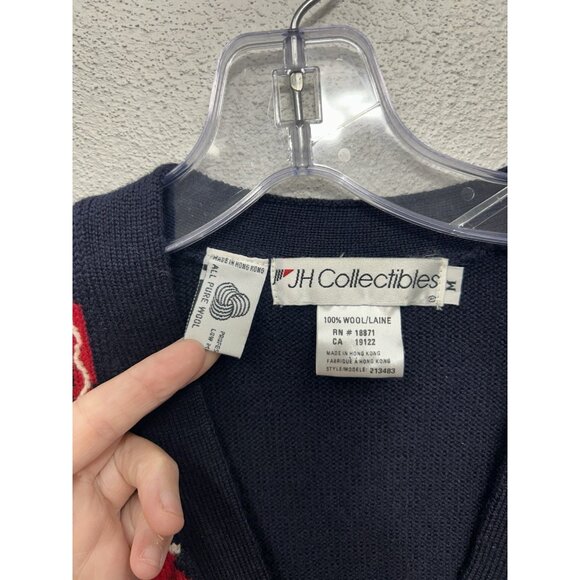 MADE IN HONG KONG
ALL PURE WOOL
JH Collectibles
M
100% WOOL/LAINE
RN # 18871
CA 19122
MADE IN HONG KONG
FABRIQUÉ À HONG KONG
STYLE/MODELE: 213483